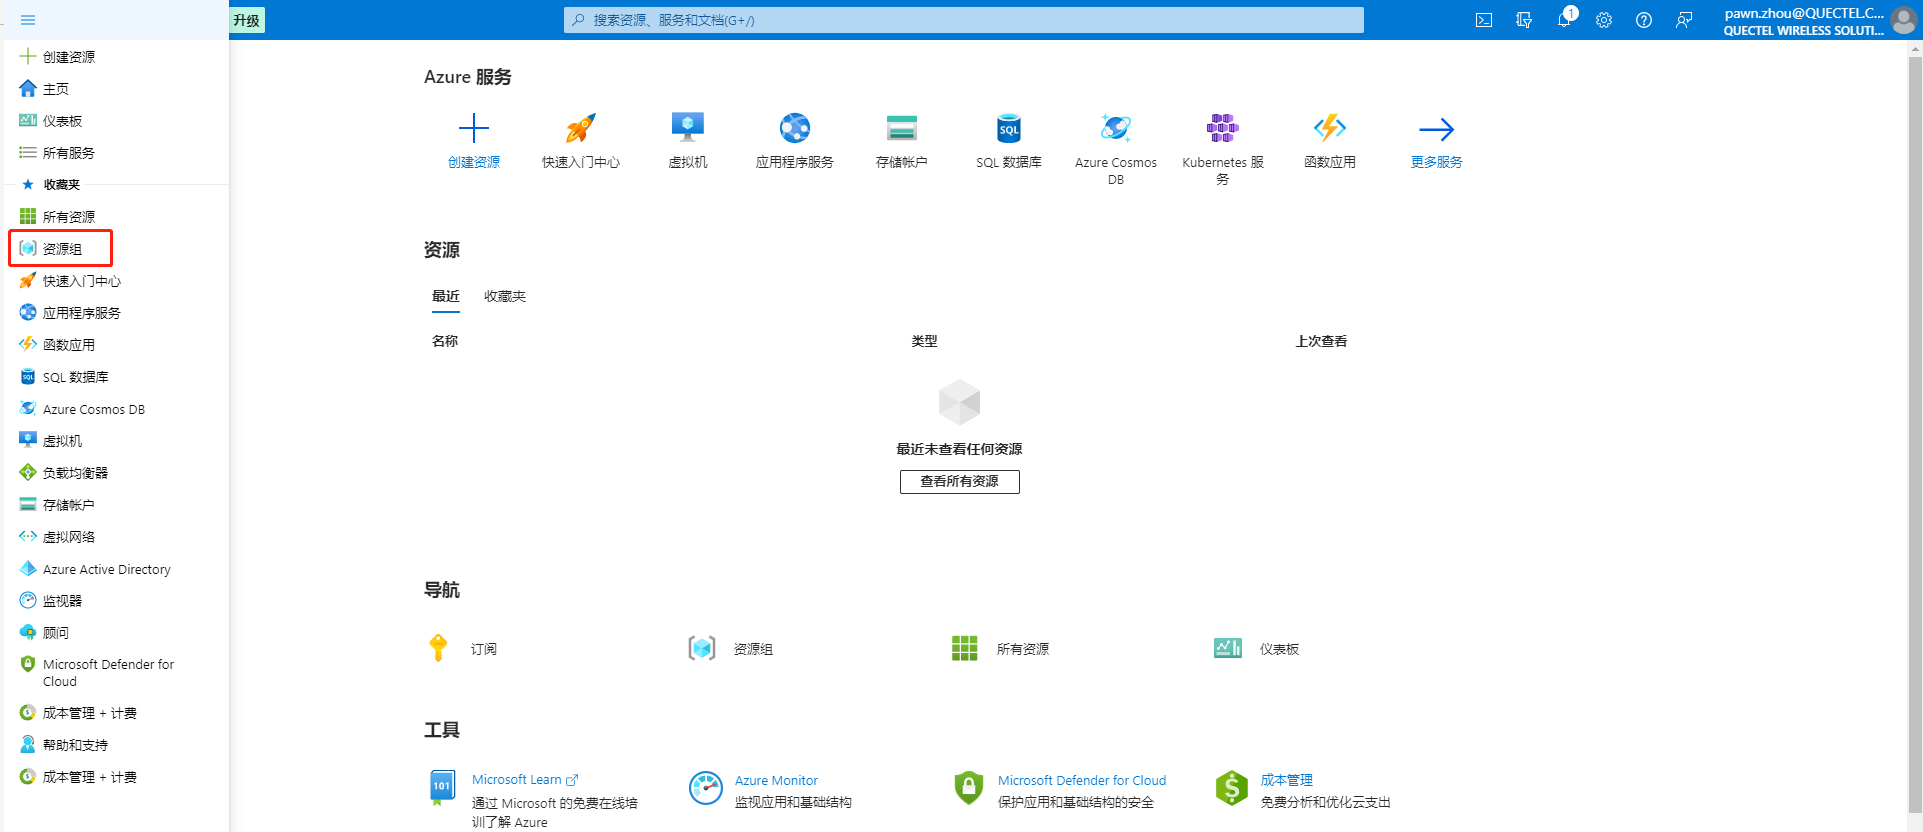 升级
搜索资源、服务和文档(G+/)
1
pawn.zhou@QUECTEL.C...
QUECTEL WIRELESS SOLUTI...
创建资源
主页
仪表板
所有服务
收藏夹
所有资源
资源组
快速入门中心
应用程序服务
函数应用
SQL 数据库
Azure Cosmos DB
虚拟机
负载均衡器
存储帐户
虚拟网络
Azure Active Directory
监视器
顾问
Microsoft Defender for
Cloud
成本管理 + 计费
帮助和支持
成本管理 + 计费
Azure 服务
创建资源
快速入门中心
虚拟机
应用程序服务
存储帐户
SQL
SQL 数据库
Azure Cosmos
DB
Kubernetes 服
务
函数应用
更多服务
资源
最近
收藏夹
名称
类型
上次查看
最近未查看任何资源
查看所有资源
导航
订阅
资源组
所有资源
仪表板
工具
101
Microsoft Learn
通过 Microsoft 的免费在线培
训了解 Azure
Azure Monitor
监视应用和基础结构
Microsoft Defender for Cloud
保护应用和基础结构的安全
成本管理
免费分析和优化云支出